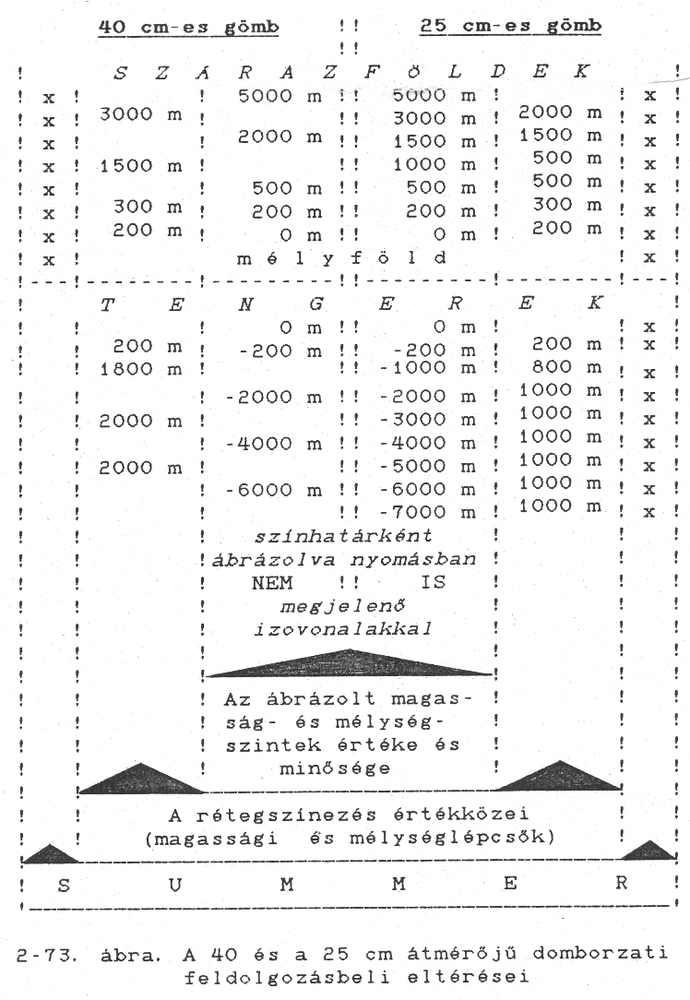 40 cm-es gömb !! 25 cm-es gömb
!!
! S Z Á R A Z F Ö L D E K !
! x ! ! 5000 m !! 5000 m ! ! x !
! x ! 3000 m ! !! 3000 m ! 2000 m ! x !
! x ! ! 2000 m !! 1500 m ! 1500 m ! x !
! x ! 1500 m ! !! 1000 m ! 500 m ! x !
! x ! ! 500 m !! 500 m ! 500 m ! x !
! x ! 300 m ! 200 m !! 200 m ! 300 m ! x !
! x ! 200 m ! 0 m !! 0 m ! 200 m ! x !
! x ! m é l y f ö l d ! x !
! T E N G E R E K !
! ! ! 0 m !! 0 m ! ! x !
! ! 200 m ! -200 m !! -200 m ! 200 m ! x !
! ! 1800 m ! !! -1000 m ! 800 m ! x !
! ! ! -2000 m !! -2000 m ! 1000 m ! x !
! ! 2000 m ! !! -3000 m ! 1000 m ! x !
! ! ! -4000 m !! -4000 m ! 1000 m ! x !
! ! 2000 m ! !! -5000 m ! 1000 m ! x !
! ! ! -6000 m !! -6000 m ! 1000 m ! x !
! ! ! !! -7000 m ! 1000 m ! x !
! ! ! színhatárként ! ! !
! ! ! ábrázolva nyomásban ! ! !
! ! ! NEM !! IS ! ! !
! ! ! megjelenő ! ! !
! ! ! izovonalakkal ! ! !
! ! ! Az ábrázolt magas- ! ! !
! ! ! ság- és mélység- ! ! !
! ! ! szintek értéke és ! ! !
! ! ! minősége ! ! !
! ! A rétegszínezés értékközei ! !
! ! (magassági és mélységlépcsők) ! !
! S U M M E R !
2-73. ábra. A 40 és a 25 cm átmérőjű domborzati
feldolgozásbeli eltérései